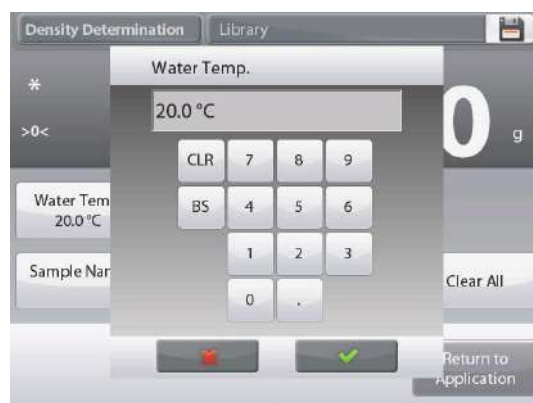 Density Determination Library
Water Temp.
*
20.0 °C
0
>0<
g
CLR 7 8 9
Water Tem
20.0 °C
BS 4 5 6
1 2 3
Sample Nar
Clear All
0 .
Return to
Application